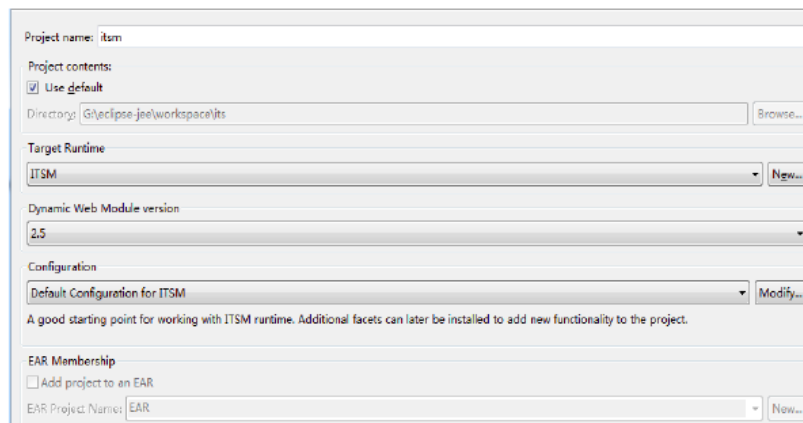 Project name: itsm
Project contents:
Use default
Directory: G:\eclipse-jee\workspace\its Browse...
Target Runtime
ITSM New...
Dynamic Web Module version
2.5
Configuration
Default Configuration for ITSM Modify...
A good starting point for working with ITSM runtime. Additional facets can later be installed to add new functionality to the project.
EAR Membership
Add project to an EAR
EAR Project Name: EAR New...